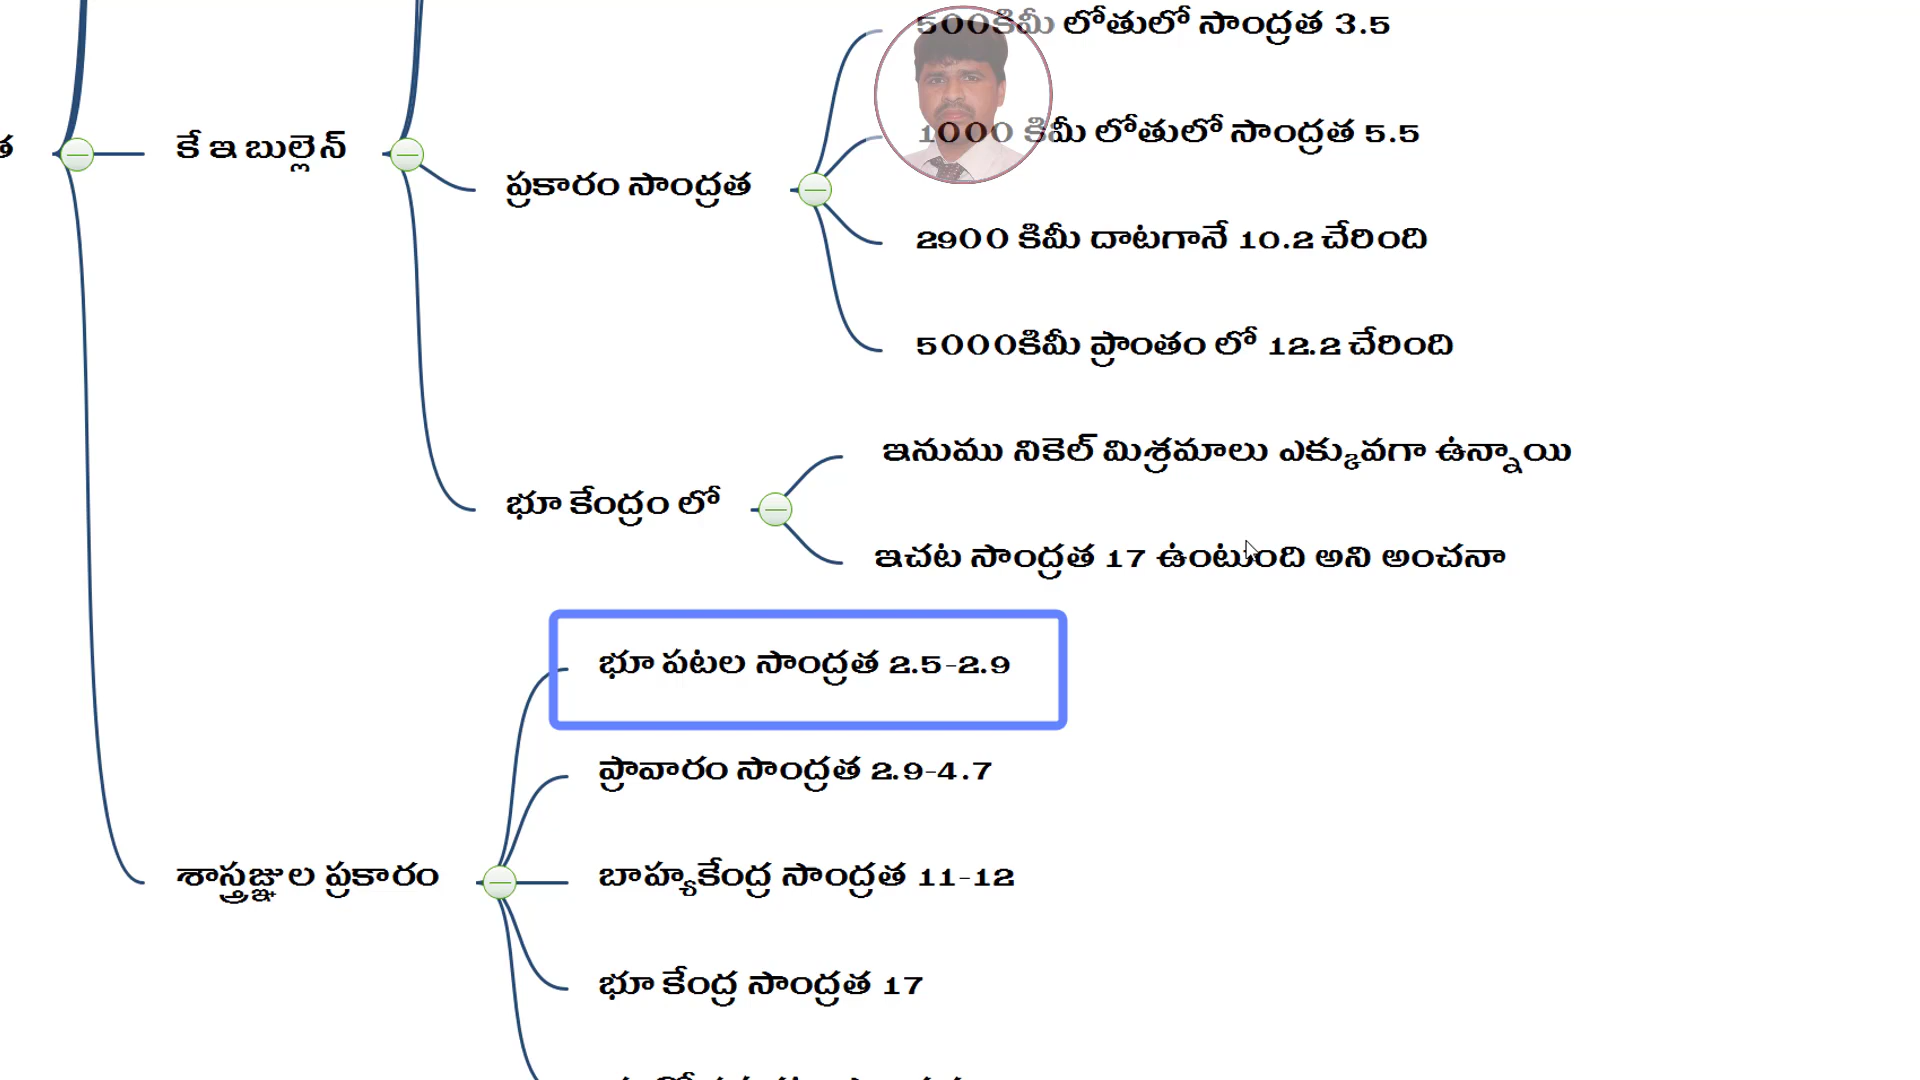 500కిమీ లోతులో సాంద్రత 3.5
1000 కిమీ లోతులో సాంద్రత 5.5
కే ఇ బుల్లెన్
ప్రకారం సాంద్రత
2900 కిమీ దాటగానే 10.2 చేరింది
5000కిమీ ప్రాంతం లో 12.2 చేరింది
ఇనుము నికెల్ మిశ్రమాలు ఎక్కువగా ఉన్నాయి
భూ కేంద్రం లో
ఇచట సాంద్రత 17 ఉంటుంది అని అంచనా
భూ పటల సాంద్రత 2.5-2.9
ప్రావారం సాంద్రత 2.9-4.7
శాస్త్రజ్ఞుల ప్రకారం
బాహ్యకేంద్ర సాంద్రత 11-12
భూ కేంద్ర సాంద్రత 17